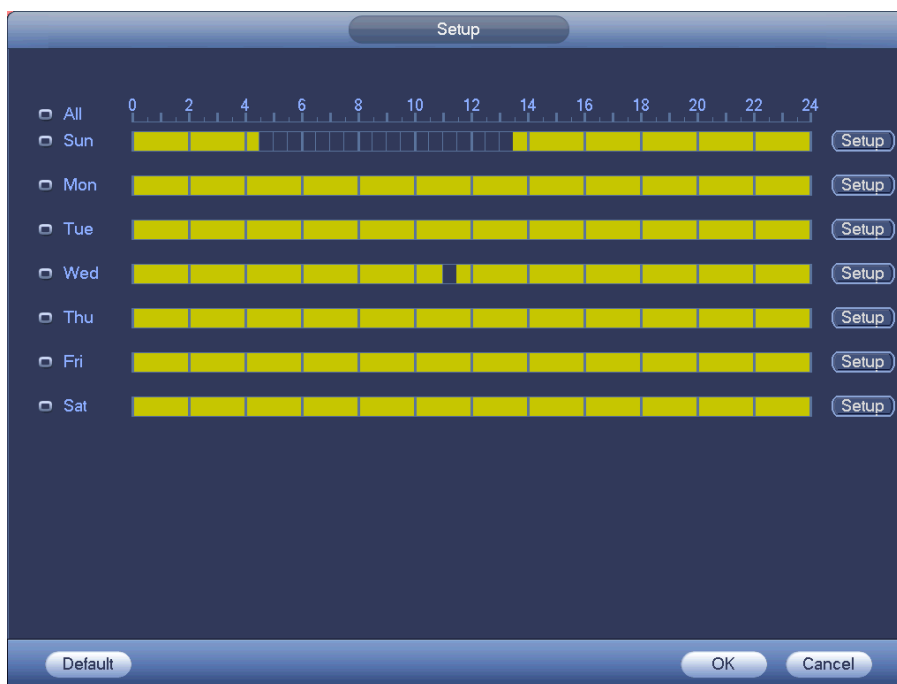 Setup
All 0 2 4 6 8 10 12 14 16 18 20 22 24
Sun Setup
Mon Setup
Tue Setup
Wed Setup
Thu Setup
Fri Setup
Sat Setup
Default OK Cancel